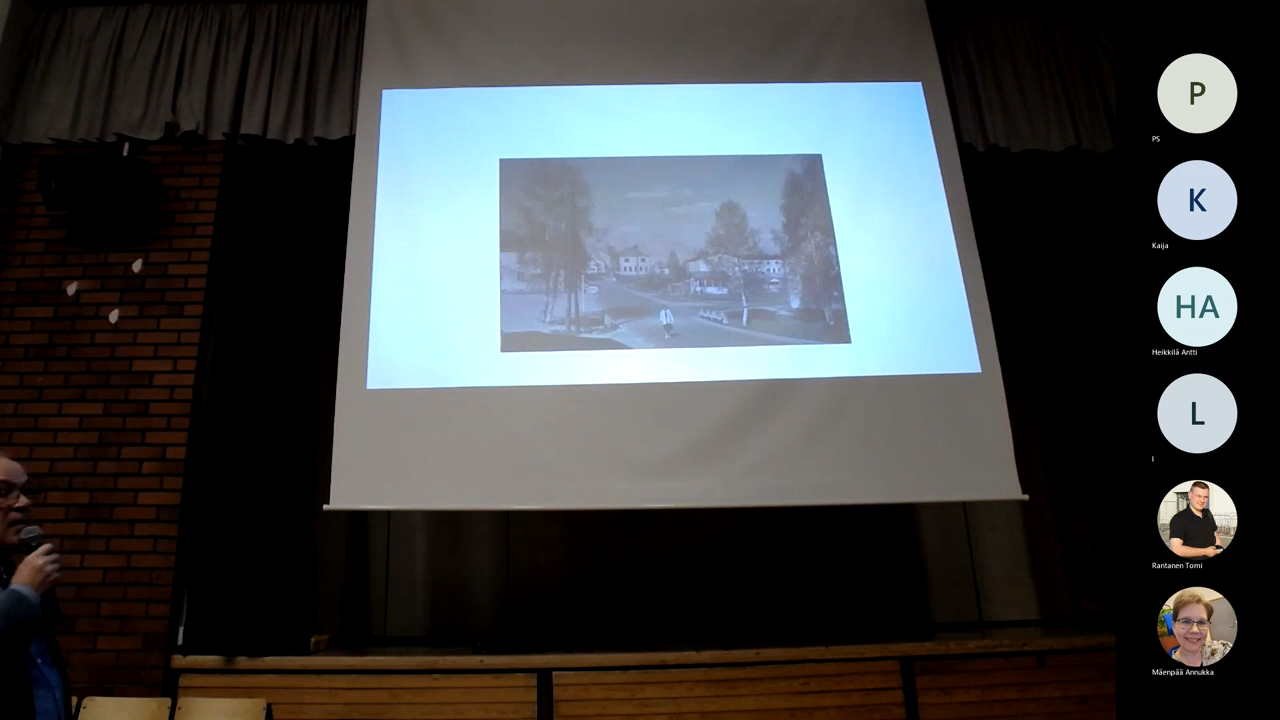 P
PS
K
Kaija
HA
Heikkilä Antti
L
l
Rantanen Tomi
Mäenpää Annukka